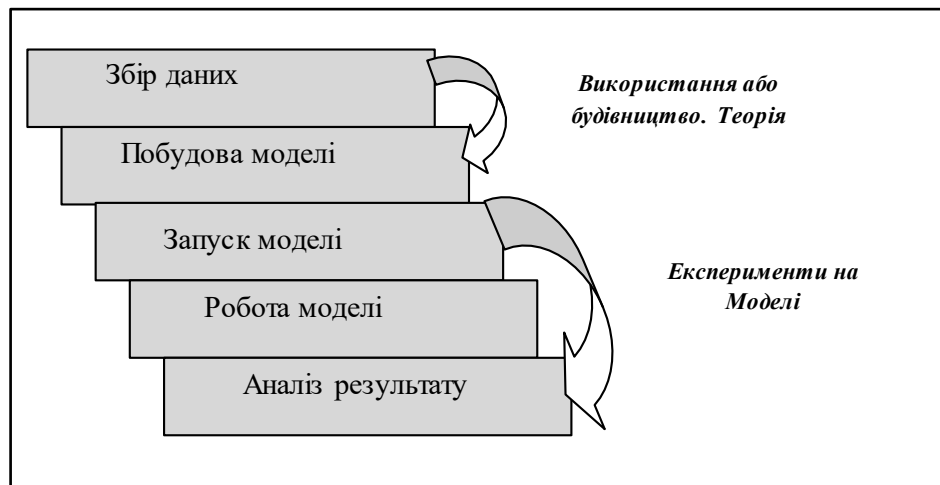 Збір даних
Використання або
будівництво. Теорія
Побудова моделі
Запуск моделі
Експерименти на
Моделі
Робота моделі
Аналіз результату